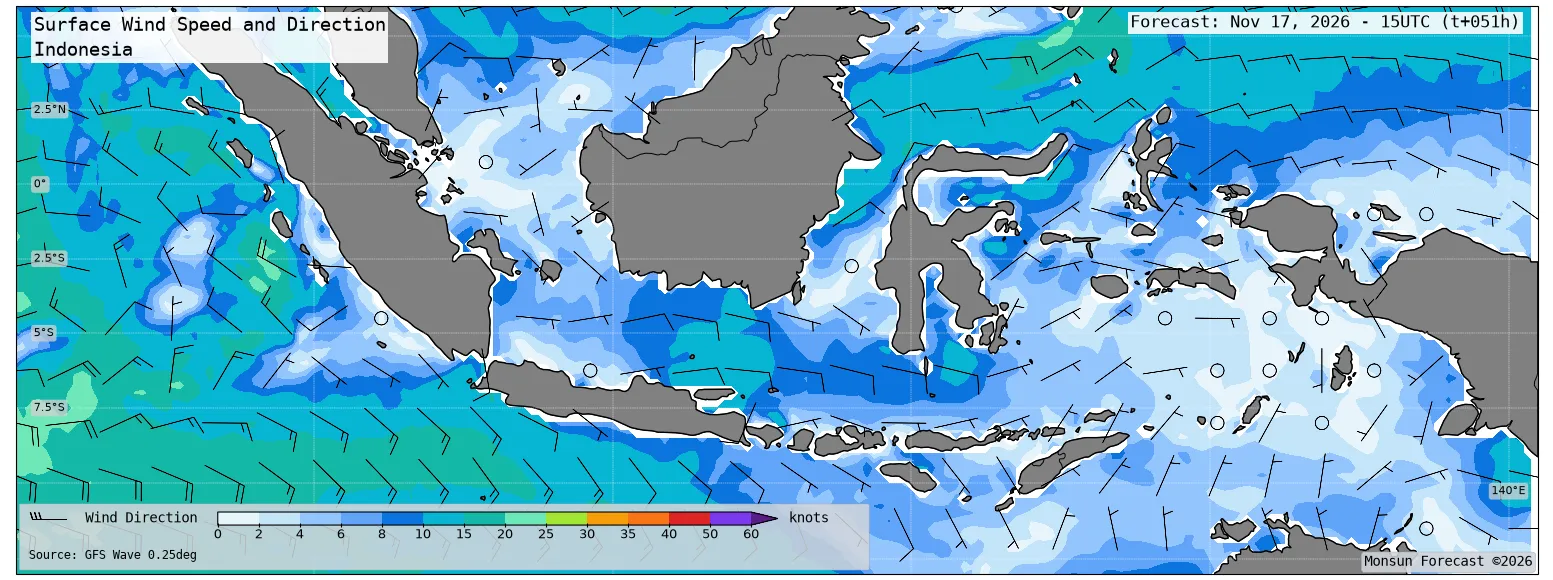 Surface Wind Speed and Direction
Indonesia
Forecast: Nov 17, 2026 - 15UTC (t+051h)
2.5°N
0°
2.5°S
5°S
7.5°S
140°E
Wind Direction
0 2 4 6 8 10 15 20 25 30 35 40 50 60
knots
Source: GFS Wave 0.25deg
Monsun Forecast ©2026